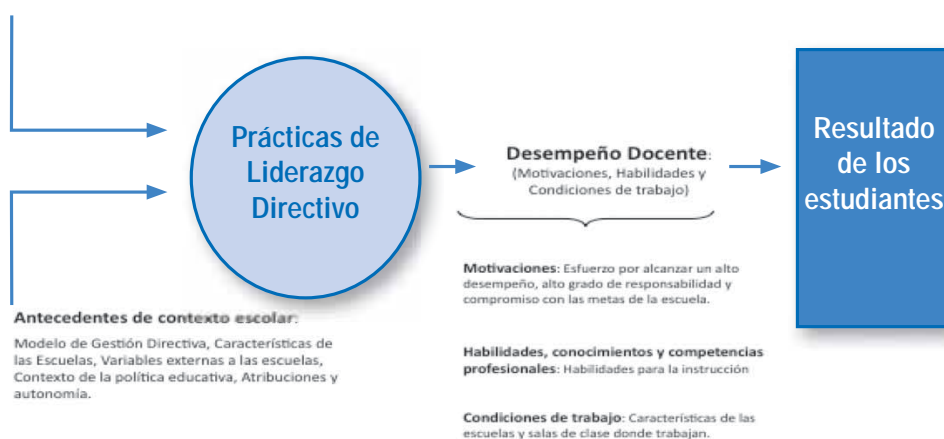 Prácticas de
Liderazgo
Directivo
Desempeño Docente:
(Motivaciones, Habilidades y
Condiciones de trabajo)
Resultado
de los
estudiantes
Motivaciones: Esfuerzo por alcanzar un alto
desempeño, alto grado de responsabilidad y
compromiso con las metas de la escuela.
Habilidades, conocimientos y competencias
profesionales: Habilidades para la instrucción
Condiciones de trabajo: Características de las
escuelas y salas de clase donde trabajan.
Antecedentes de contexto escolar:
Modelo de Gestión Directiva, Características de
las Escuelas, Variables externas a las escuelas,
Contexto de la política educativa, Atribuciones y
autonomía.